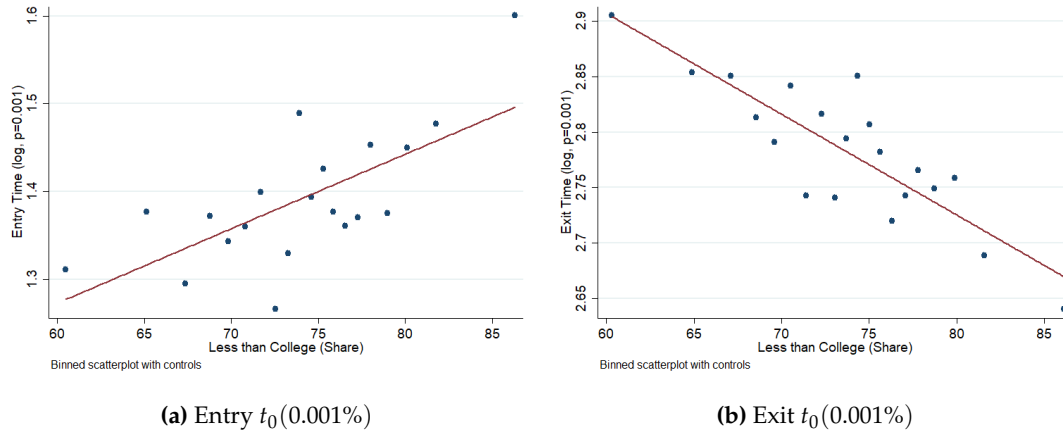 Entry Time (log, p=0.001)
1.6
1.5
1.4
1.3
60 65 70 75 80 85
Less than College (Share)
Binned scatterplot with controls
(a) Entry t₀(0.001%)
Exit Time (log, p=0.001)
2.9
2.85
2.8
2.75
2.7
2.65
60 65 70 75 80 85
Less than College (Share)
Binned scatterplot with controls
(b) Exit t₀(0.001%)